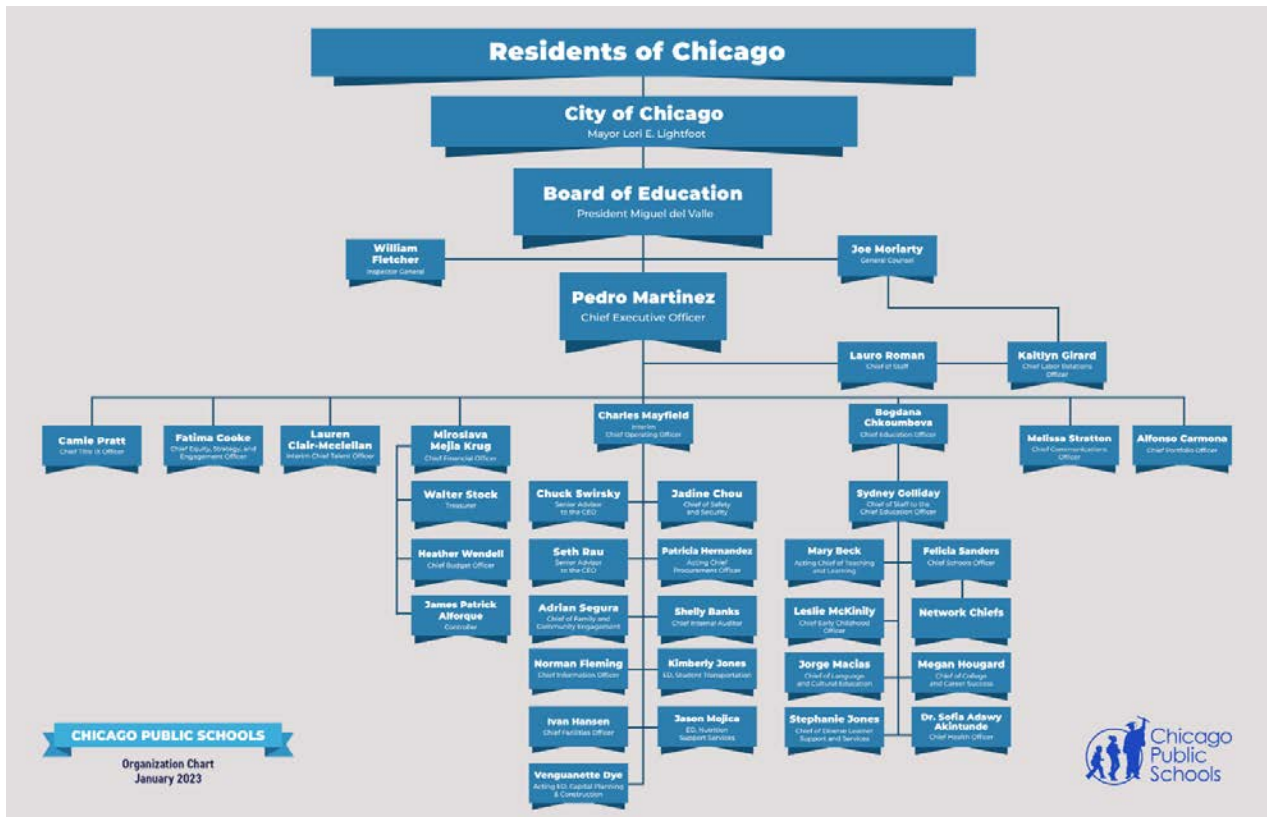 Residents of Chicago
City of Chicago
Mayor Lori E. Lightfoot
Board of Education
President Miguel del Valle
William
Fletcher
Inspector General
Joe Moriarty
General Counsel
Pedro Martinez
Chief Executive Officer
Lauro Roman
Chief of Staff
Kaitlyn Girard
Chief Labor Relations
Officer
Camie Pratt
Chief Title IX Officer
Fatima Cooke
Chief Equity, Strategy, and
Engagement Officer
Lauren
Clair-Mcclellan
Interim Chief Talent Officer
Miroslava
Mejia Krug
Chief Financial Officer
Charles Mayfield
Interim
Chief Operating Officer
Bogdana
Chkoumbova
Chief Education Officer
Melissa Stratton
Chief Communications
Officer
Alfonso Carmona
Chief Portfolio Officer
Walter Stock
Treasurer
Heather Wendell
Chief Budget Officer
James Patrick
Alforque
Controller
Chuck Swirsky
Senior Advisor
to the CEO
Jadine Chou
Chief of Safety
and Security
Seth Rau
Senior Advisor
to the CEO
Patricia Hernandez
Acting Chief
Procurement Officer
Adrian Segura
Chief of Family and
Community Engagement
Shelly Banks
Chief Internal Auditor
Norman Fleming
Chief Information Officer
Kimberly Jones
ED, Student Transportation
Ivan Hansen
Chief Facilities Officer
Jason Mojica
ED, Nutrition
Support Services
Venguanette Dye
Acting ED, Capital Planning
& Construction
Sydney Golliday
Chief of Staff to the
Chief Education Officer
Mary Beck
Acting Chief of Teaching
and Learning
Felicia Sanders
Chief Schools Officer
Leslie McKinily
Chief Early Childhood
Officer
Network Chiefs
Jorge Macias
Chief of Language
and Cultural Education
Megan Hougard
Chief of College
and Career Success
Stephanie Jones
Chief of Diverse Learner
Support and Services
Dr. Sofia Adawy
Akintunde
Chief Health Officer
CHICAGO PUBLIC SCHOOLS
Organization Chart
January 2023
Chicago
Public
Schools